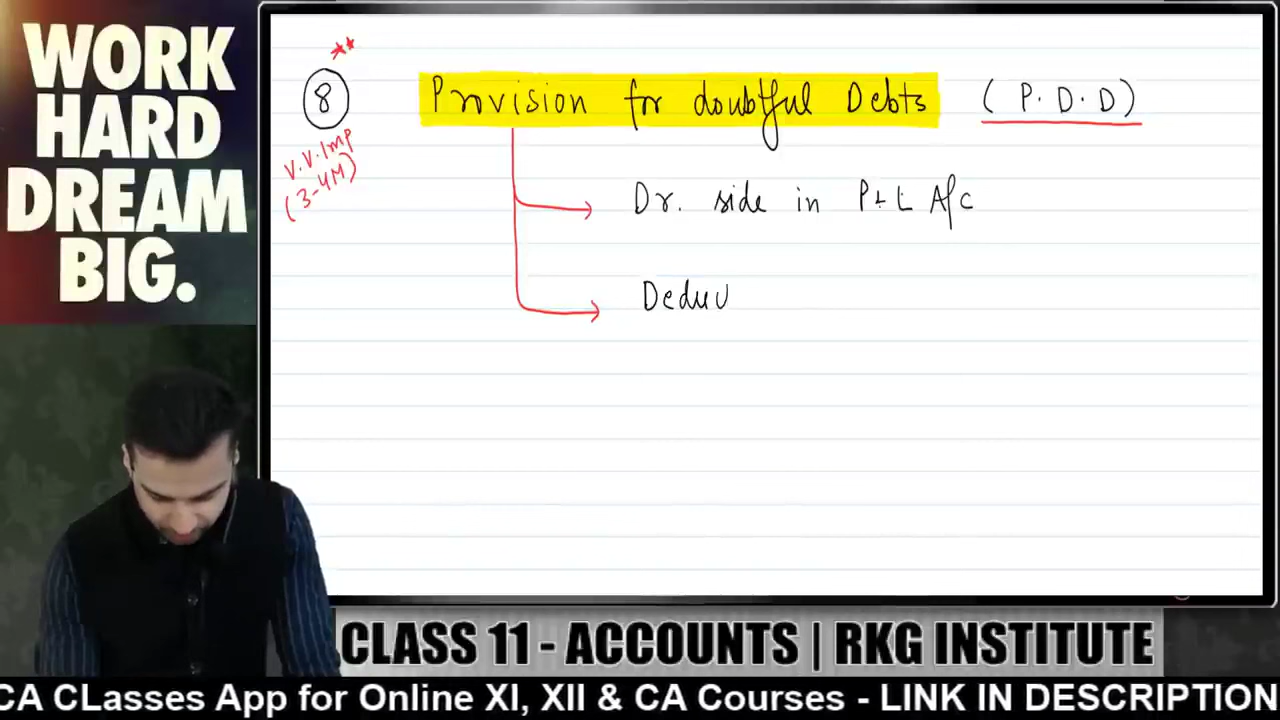 WORK
HARD
DREAM
BIG.
**
8
Provision for doubtful Debts (P.D.D)
V.V.Imp
(3-4M)
Dr. side in P+L A/c
Dedu
CLASS 11 - ACCOUNTS | RKG INSTITUTE
CA CLasses App for Online XI, XII & CA Courses - LINK IN DESCRIPTION